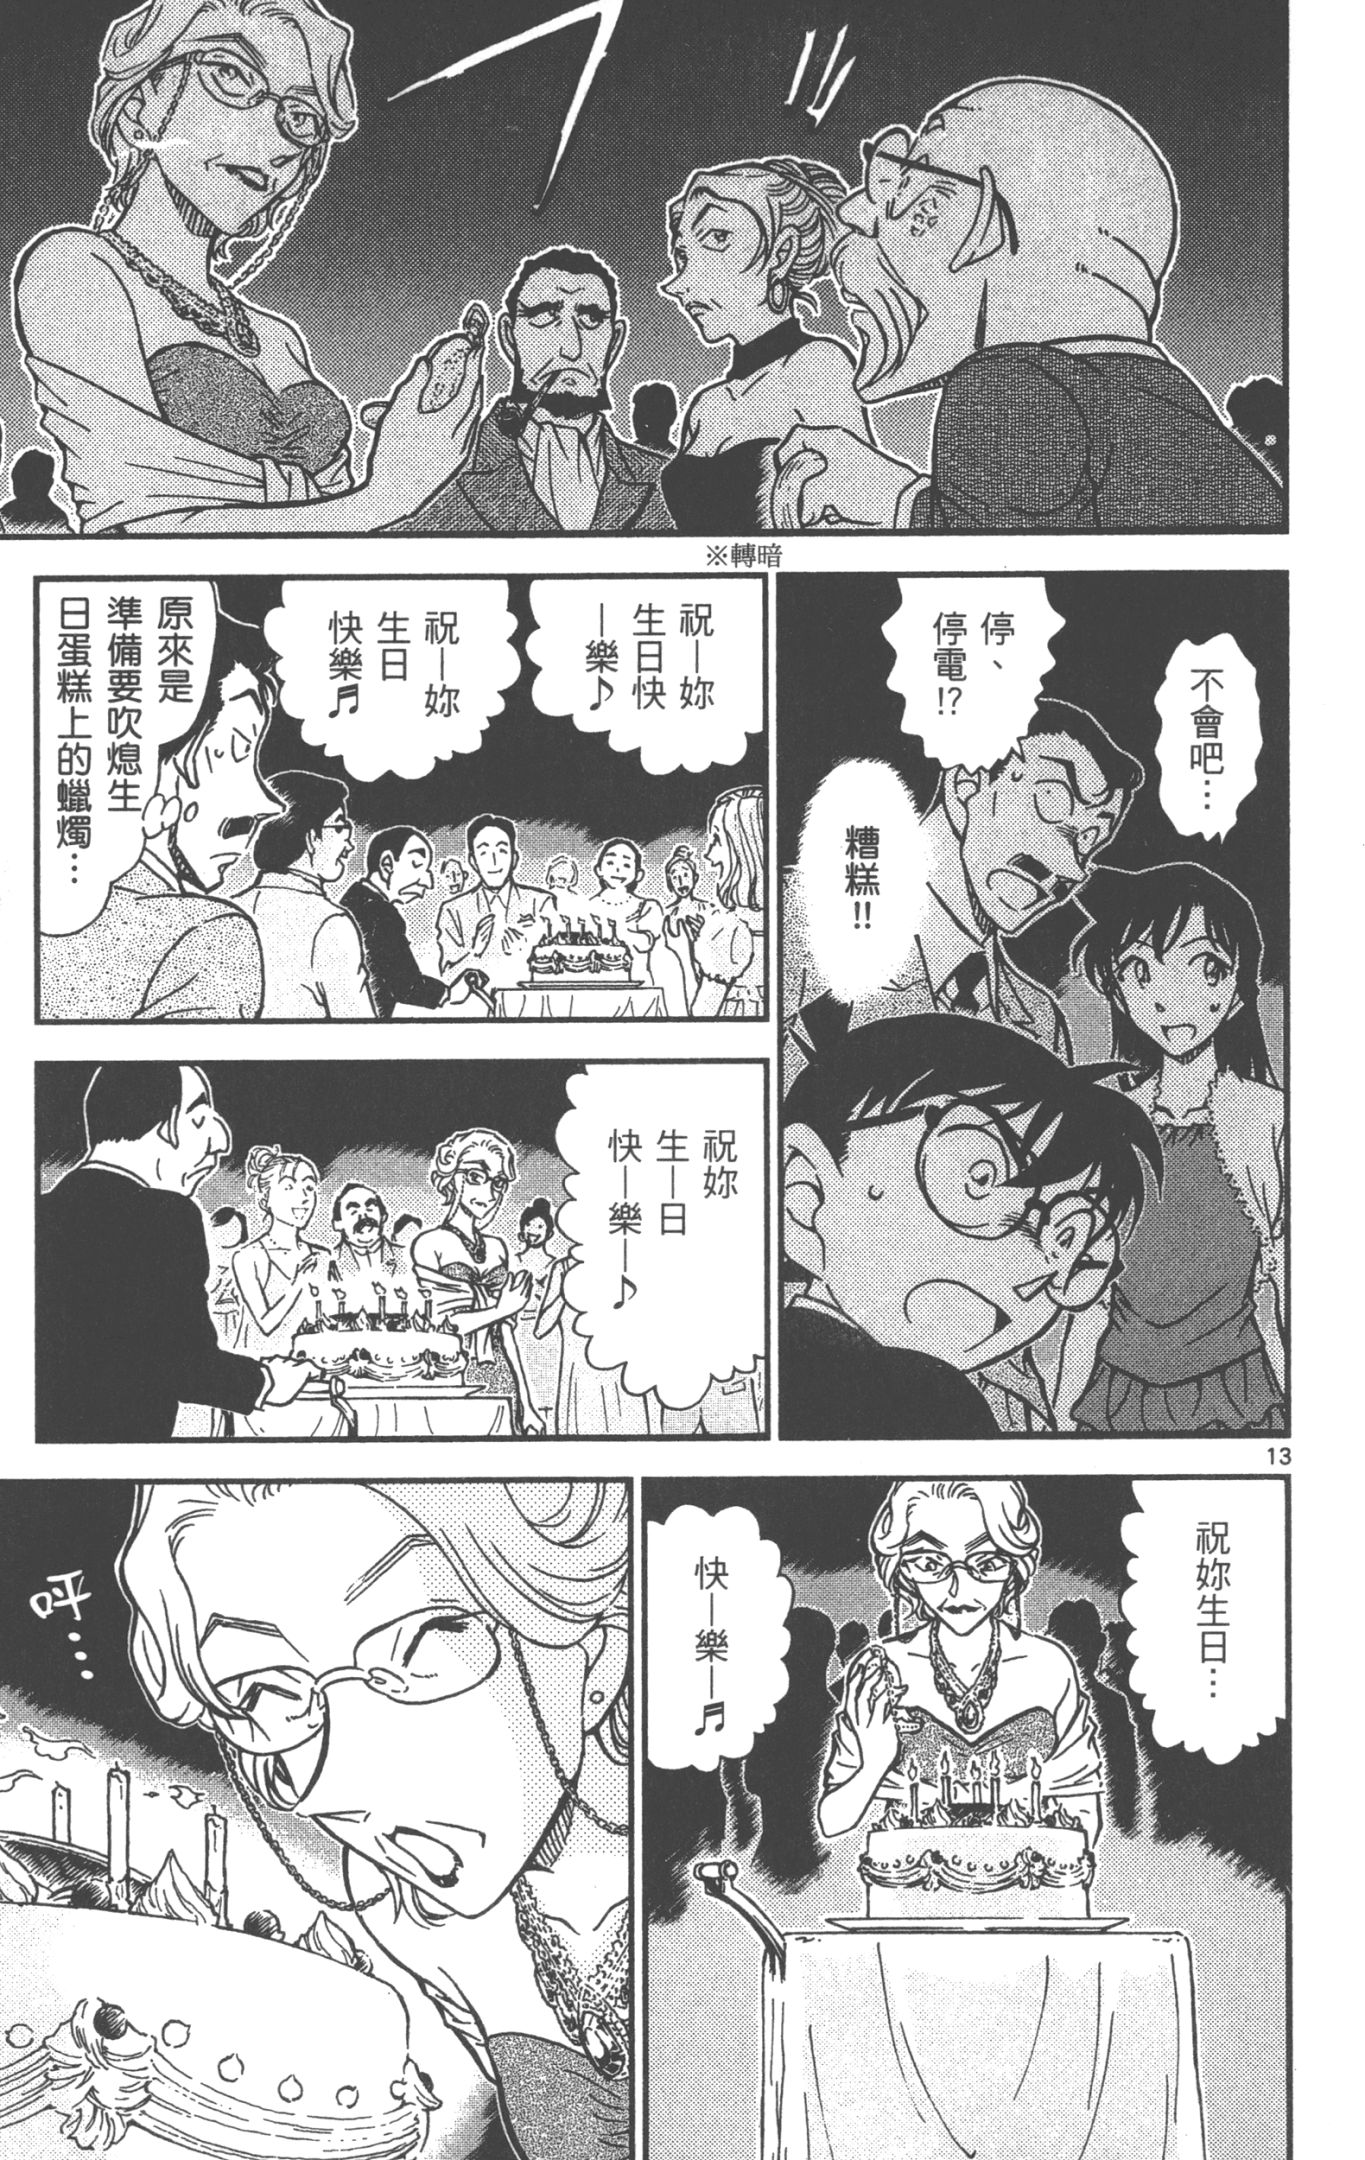 ※轉暗
不會吧…
停、
停電!?
糟糕!!
祝—妳
生日快
—樂♪
祝—妳
生日
快樂♬
原來是
準備要吹熄生
日蛋糕上的蠟燭…
祝妳
生—日
快—樂—♪
13
祝妳生日…
快—樂—♬
呼…